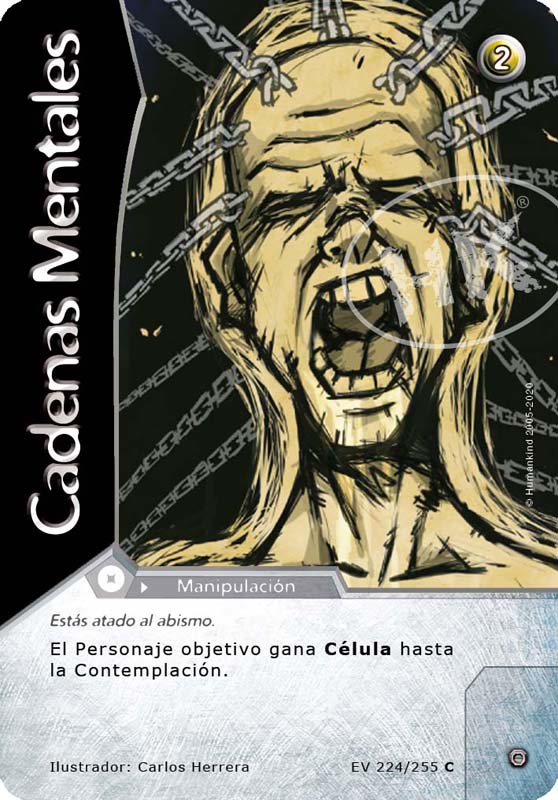 Cadenas Mentales
2
HK®
© Humankind 2005-2020
Manipulación
Estás atado al abismo.
El Personaje objetivo gana Célula hasta
la Contemplación.
Ilustrador: Carlos Herrera
EV 224/255 C